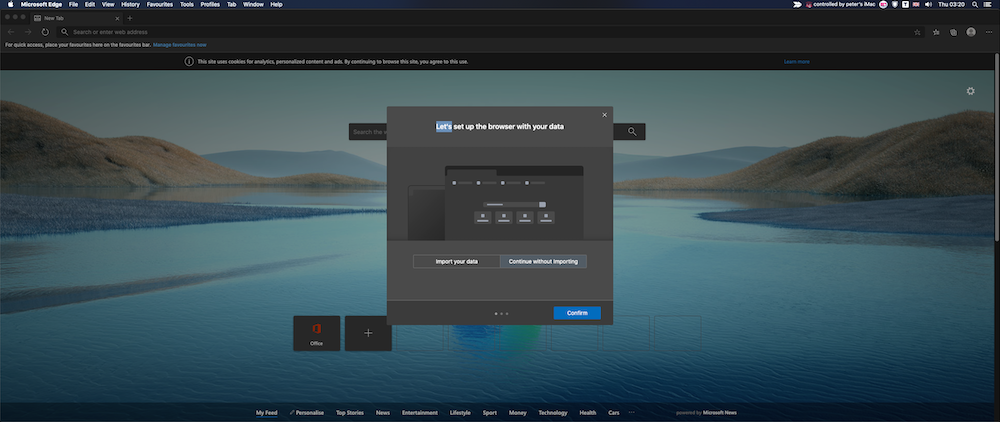 Microsoft Edge File Edit View History Favourites Tools Profiles Tab Window Help controlled by peter's iMac Thu 03:20
New Tab
Search or enter web address
For quick access, place your favourites here on the favourites bar. Manage favourites now
This site uses cookies for analytics, personalized content and ads. By continuing to browse this site, you agree to this use. Learn more
Let's set up the browser with your data
Search the
Import your data Continue without importing
Confirm
Office
My Feed Personalise Top Stories News Entertainment Lifestyle Sport Money Technology Health Cars ... powered by Microsoft News